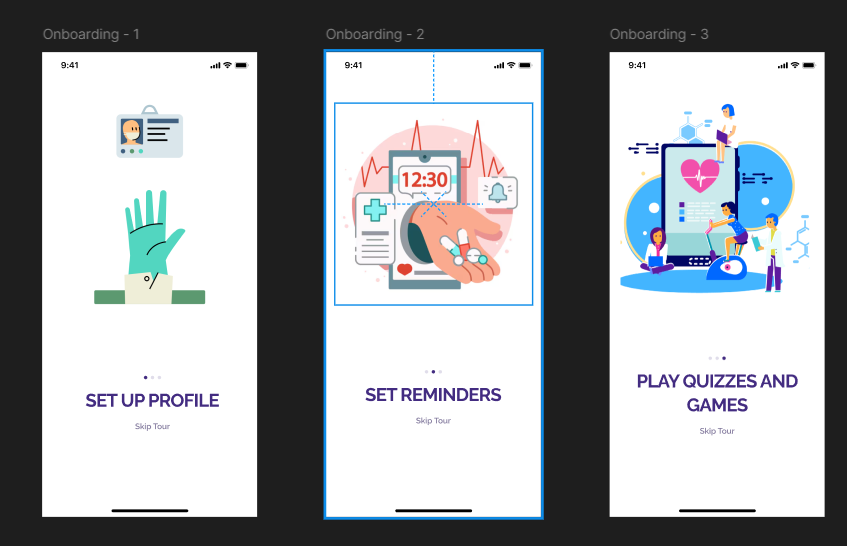 Onboarding - 1
9:41
SET UP PROFILE
Skip Tour
Onboarding - 2
9:41
12:30
SET REMINDERS
Skip Tour
Onboarding - 3
9:41
PLAY QUIZZES AND
GAMES
Skip Tour